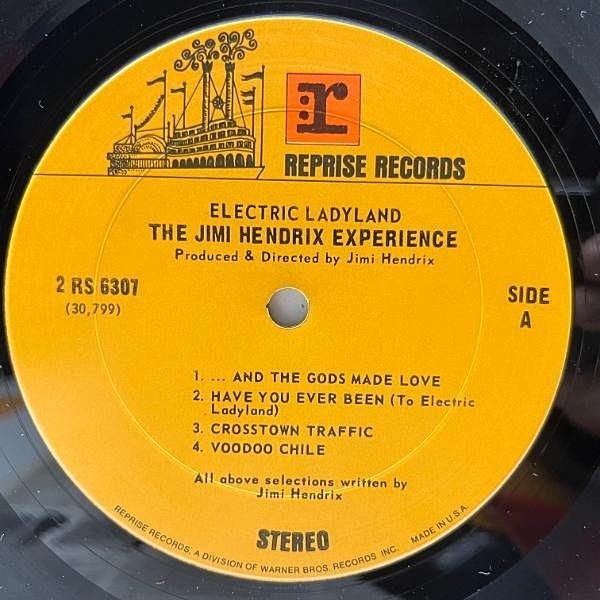 r
REPRISE RECORDS
ELECTRIC LADYLAND
THE JIMI HENDRIX EXPERIENCE
Produced & Directed by Jimi Hendrix
2 RS 6307
(30,799)
SIDE
A
1. ... AND THE GODS MADE LOVE
2. HAVE YOU EVER BEEN (To Electric
Ladyland)
3. CROSSTOWN TRAFFIC
4. VOODOO CHILE
All above selections written by
Jimi Hendrix
STEREO
REPRISE RECORDS, A DIVISION OF WARNER BROS. RECORDS INC. MADE IN U.S.A.